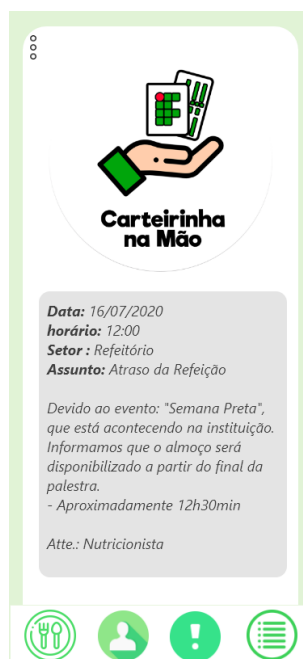 Carteirinha
na Mão
Data: 16/07/2020
horário: 12:00
Setor : Refeitório
Assunto: Atraso da Refeição
Devido ao evento: "Semana Preta",
que está acontecendo na instituição.
Informamos que o almoço será
disponibilizado a partir do final da
palestra.
- Aproximadamente 12h30min
Atte.: Nutricionista